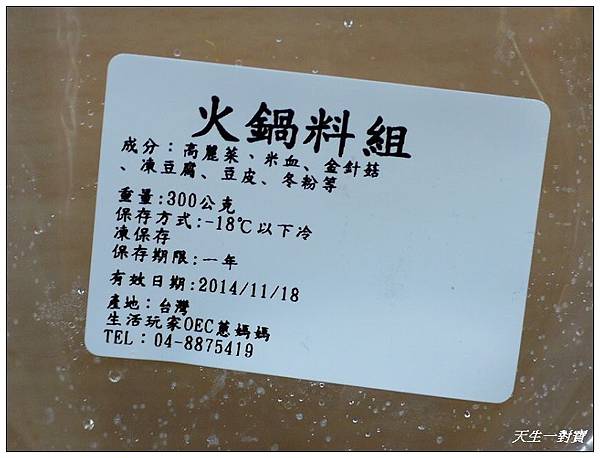 火鍋料組
成分：高麗菜、米血、金針菇
、凍豆腐、豆皮、冬粉等
重量:300公克
保存方式:-18℃以下冷
凍保存
保存期限:一年
有效日期:2014/11/18
產地:台灣
生活玩家OEC蔥媽媽
TEL：04-8875419
天生一對寶